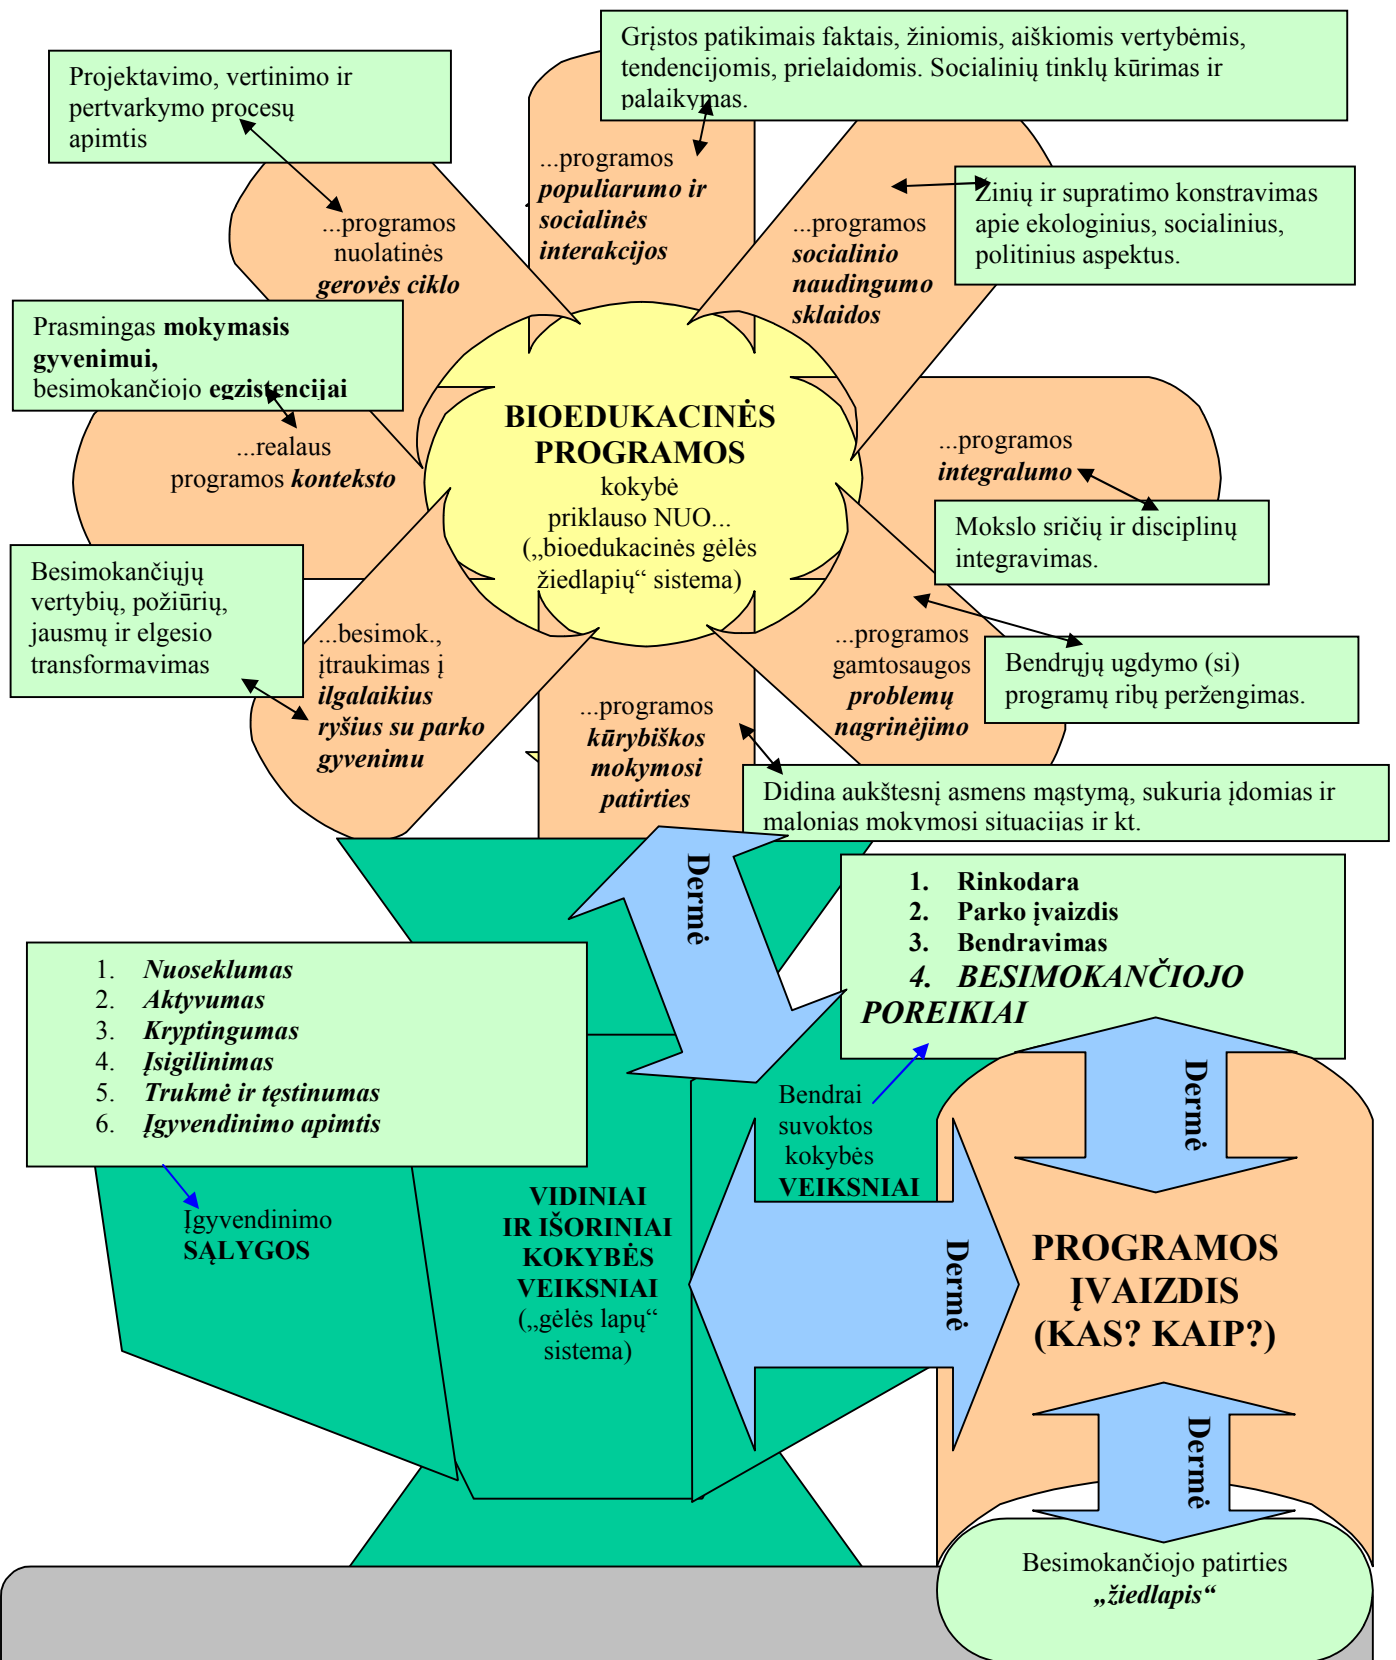 Grįstos patikimais faktais, žiniomis, aiškiomis vertybėmis,
tendencijomis, prielaidomis. Socialinių tinklų kūrimas ir
palaikymas.
Projektavimo, vertinimo ir
pertvarkymo procesų
apimtis
...programos
populiarumo ir
socialinės
interakcijos
Žinių ir supratimo konstravimas
apie ekologinius, socialinius,
politinius aspektus.
...programos
nuolatinės
gerovės ciklo
...programos
socialinio
naudingumo
sklaidos
Prasmingas mokymasis
gyvenimui,
besimokančiojo egzistencijai
...realaus
programos konteksto
BIOEDUKACINĖS
PROGRAMOS
kokybė
priklauso NUO...
(„bioedukacinės gėlės
žiedlapių“ sistema)
...programos
integralumo
Mokslo sričių ir disciplinų
integravimas.
Besimokančiųjų
vertybių, požiūrių,
jausmų ir elgesio
transformavimas
...besimok.,
įtraukimas į
ilgalaikius
ryšius su parko
gyvenimu
...programos
kūrybiškos
mokymosi
patirties
...programos
gamtosaugos
problemų
nagrinėjimo
Bendrųjų ugdymo (si)
programų ribų peržengimas.
Didina aukštesnį asmens mąstymą, sukuria įdomias ir
malonias mokymosi situacijas ir kt.
Dermė
1. Rinkodara
2. Parko įvaizdis
3. Bendravimas
4. BESIMOKANČIOJO
POREIKIAI
1. Nuoseklumas
2. Aktyvumas
3. Kryptingumas
4. Įsigilinimas
5. Trukmė ir tęstinumas
6. Įgyvendinimo apimtis
Bendrai
suvoktos
kokybės
VEIKSNIAI
Dermė
Įgyvendinimo
SĄLYGOS
VIDINIAI
IR IŠORINIAI
KOKYBĖS
VEIKSNIAI
(„gėlės lapų“
sistema)
Dermė
PROGRAMOS
ĮVAIZDIS
(KAS? KAIP?)
Dermė
Besimokančiojo patirties
„žiedlapis“